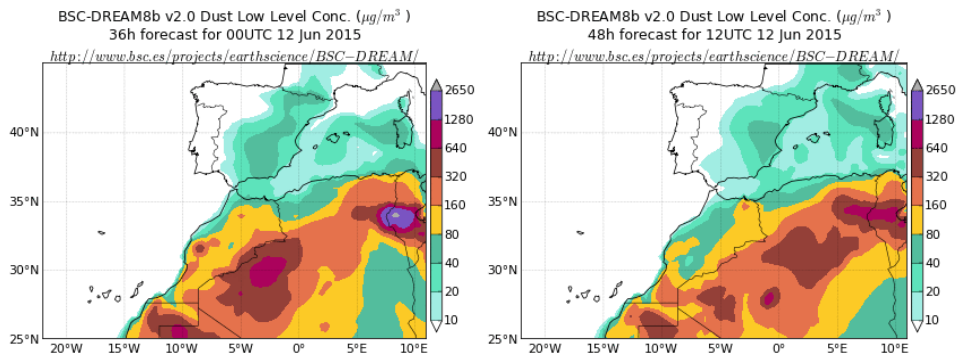 BSC-DREAM8b v2.0 Dust Low Level Conc. (μg/m³ )
36h forecast for 00UTC 12 Jun 2015
http://www.bsc.es/projects/earthscience/BSC−DREAM/
40°N
35°N
30°N
25°N
20°W
15°W
10°W
5°W
0°
5°E
10°E
2650
1280
640
320
160
80
40
20
10
BSC-DREAM8b v2.0 Dust Low Level Conc. (μg/m³ )
48h forecast for 12UTC 12 Jun 2015
http://www.bsc.es/projects/earthscience/BSC−DREAM/
40°N
35°N
30°N
25°N
20°W
15°W
10°W
5°W
0°
5°E
10°E
2650
1280
640
320
160
80
40
20
10